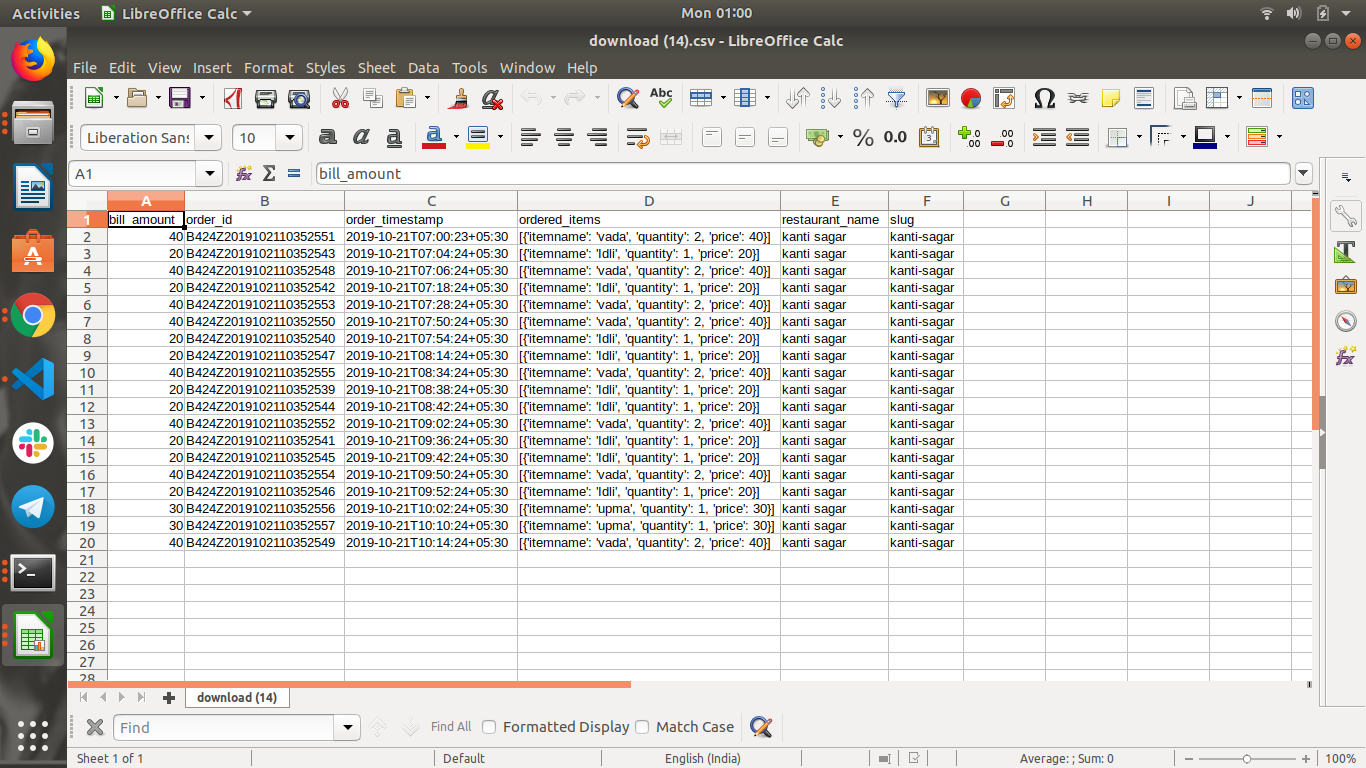 Activities LibreOffice Calc Mon 01:00
download (14).csv - LibreOffice Calc
File Edit View Insert Format Styles Sheet Data Tools Window Help
Abc
Liberation Sans 10 a a a a % 0.0
A1 bill_amount
A B C D E F G H I J
1 bill_amount order_id order_timestamp ordered_items restaurant_name slug
2 40 B424Z2019102110352551 2019-10-21T07:00:23+05:30 [{'itemname': 'vada', 'quantity': 2, 'price': 40}] kanti sagar kanti-sagar
3 20 B424Z2019102110352543 2019-10-21T07:04:24+05:30 [{'itemname': 'Idli', 'quantity': 1, 'price': 20}] kanti sagar kanti-sagar
4 40 B424Z2019102110352548 2019-10-21T07:06:24+05:30 [{'itemname': 'vada', 'quantity': 2, 'price': 40}] kanti sagar kanti-sagar
5 20 B424Z2019102110352542 2019-10-21T07:18:24+05:30 [{'itemname': 'Idli', 'quantity': 1, 'price': 20}] kanti sagar kanti-sagar
6 40 B424Z2019102110352553 2019-10-21T07:28:24+05:30 [{'itemname': 'vada', 'quantity': 2, 'price': 40}] kanti sagar kanti-sagar
7 40 B424Z2019102110352550 2019-10-21T07:50:24+05:30 [{'itemname': 'vada', 'quantity': 2, 'price': 40}] kanti sagar kanti-sagar
8 20 B424Z2019102110352540 2019-10-21T07:54:24+05:30 [{'itemname': 'Idli', 'quantity': 1, 'price': 20}] kanti sagar kanti-sagar
9 20 B424Z2019102110352547 2019-10-21T08:14:24+05:30 [{'itemname': 'Idli', 'quantity': 1, 'price': 20}] kanti sagar kanti-sagar
10 40 B424Z2019102110352555 2019-10-21T08:34:24+05:30 [{'itemname': 'vada', 'quantity': 2, 'price': 40}] kanti sagar kanti-sagar
11 20 B424Z2019102110352539 2019-10-21T08:38:24+05:30 [{'itemname': 'Idli', 'quantity': 1, 'price': 20}] kanti sagar kanti-sagar
12 20 B424Z2019102110352544 2019-10-21T08:42:24+05:30 [{'itemname': 'Idli', 'quantity': 1, 'price': 20}] kanti sagar kanti-sagar
13 40 B424Z2019102110352552 2019-10-21T09:02:24+05:30 [{'itemname': 'vada', 'quantity': 2, 'price': 40}] kanti sagar kanti-sagar
14 20 B424Z2019102110352541 2019-10-21T09:36:24+05:30 [{'itemname': 'Idli', 'quantity': 1, 'price': 20}] kanti sagar kanti-sagar
15 20 B424Z2019102110352545 2019-10-21T09:42:24+05:30 [{'itemname': 'Idli', 'quantity': 1, 'price': 20}] kanti sagar kanti-sagar
16 40 B424Z2019102110352554 2019-10-21T09:50:24+05:30 [{'itemname': 'vada', 'quantity': 2, 'price': 40}] kanti sagar kanti-sagar
17 20 B424Z2019102110352546 2019-10-21T09:52:24+05:30 [{'itemname': 'Idli', 'quantity': 1, 'price': 20}] kanti sagar kanti-sagar
18 30 B424Z2019102110352556 2019-10-21T10:02:24+05:30 [{'itemname': 'upma', 'quantity': 1, 'price': 30}] kanti sagar kanti-sagar
19 30 B424Z2019102110352557 2019-10-21T10:10:24+05:30 [{'itemname': 'upma', 'quantity': 1, 'price': 30}] kanti sagar kanti-sagar
20 40 B424Z2019102110352549 2019-10-21T10:14:24+05:30 [{'itemname': 'vada', 'quantity': 2, 'price': 40}] kanti sagar kanti-sagar
21
22
23
24
25
26
27
28
download (14)
Find Find All Formatted Display Match Case
Sheet 1 of 1 Default English (India) Average: ; Sum: 0 100%